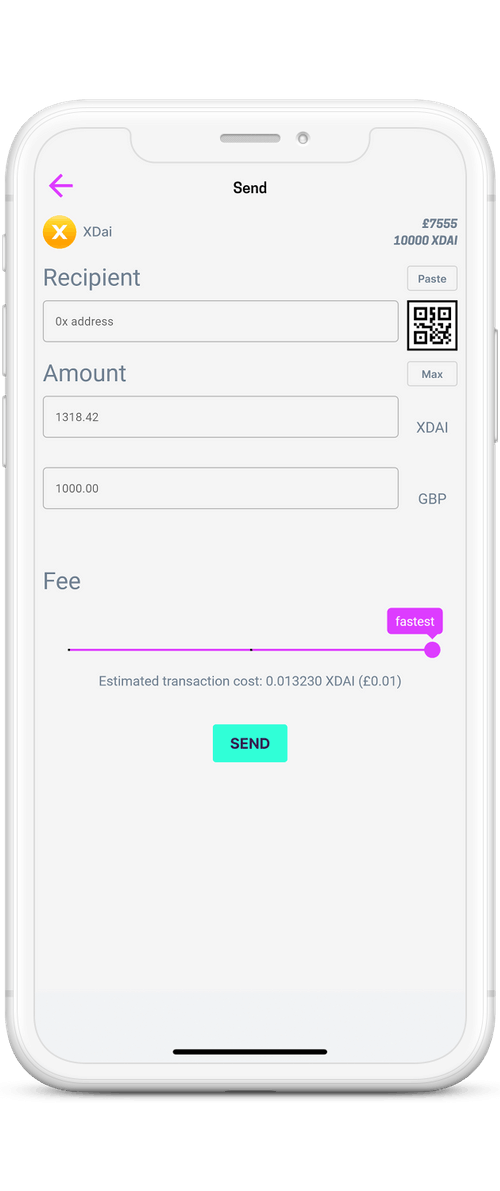 Send
X XDai
£7555
10000 XDAI
Recipient
Paste
0x address
Amount
Max
1318.42
XDAI
1000.00
GBP
Fee
fastest
Estimated transaction cost: 0.013230 XDAI (£0.01)
SEND